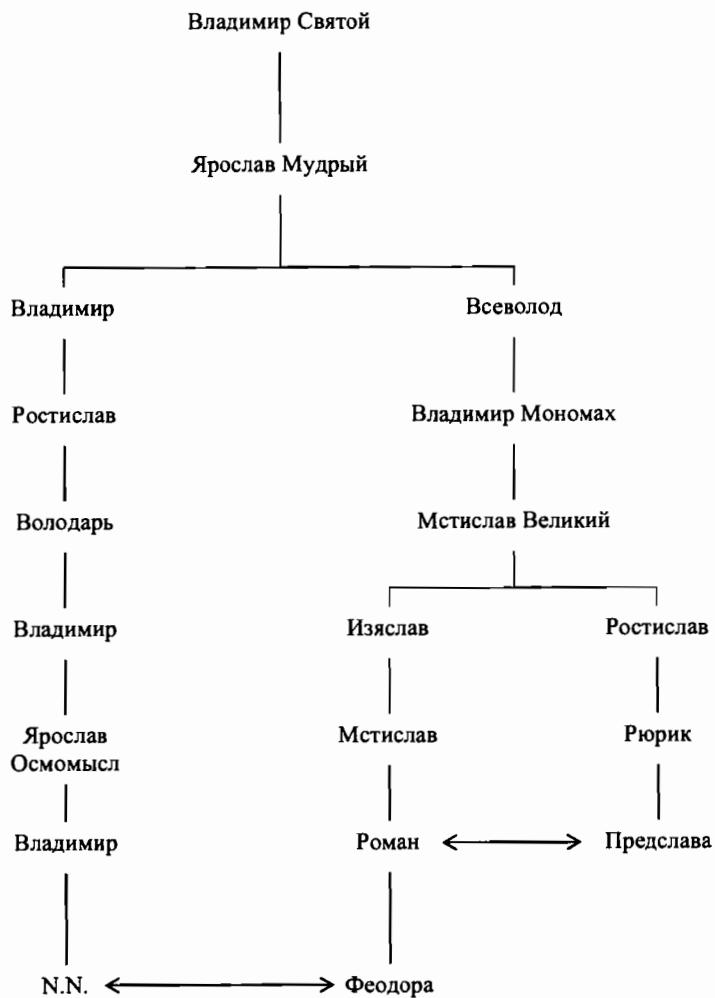 Владимир Святой
Ярослав Мудрый
Владимир
Всеволод
Ростислав
Владимир Мономах
Володарь
Мстислав Великий
Владимир
Изяслав
Ростислав
Ярослав
Осмомысл
Мстислав
Рюрик
Владимир
Роман
Предслава
N.N.
Феодора